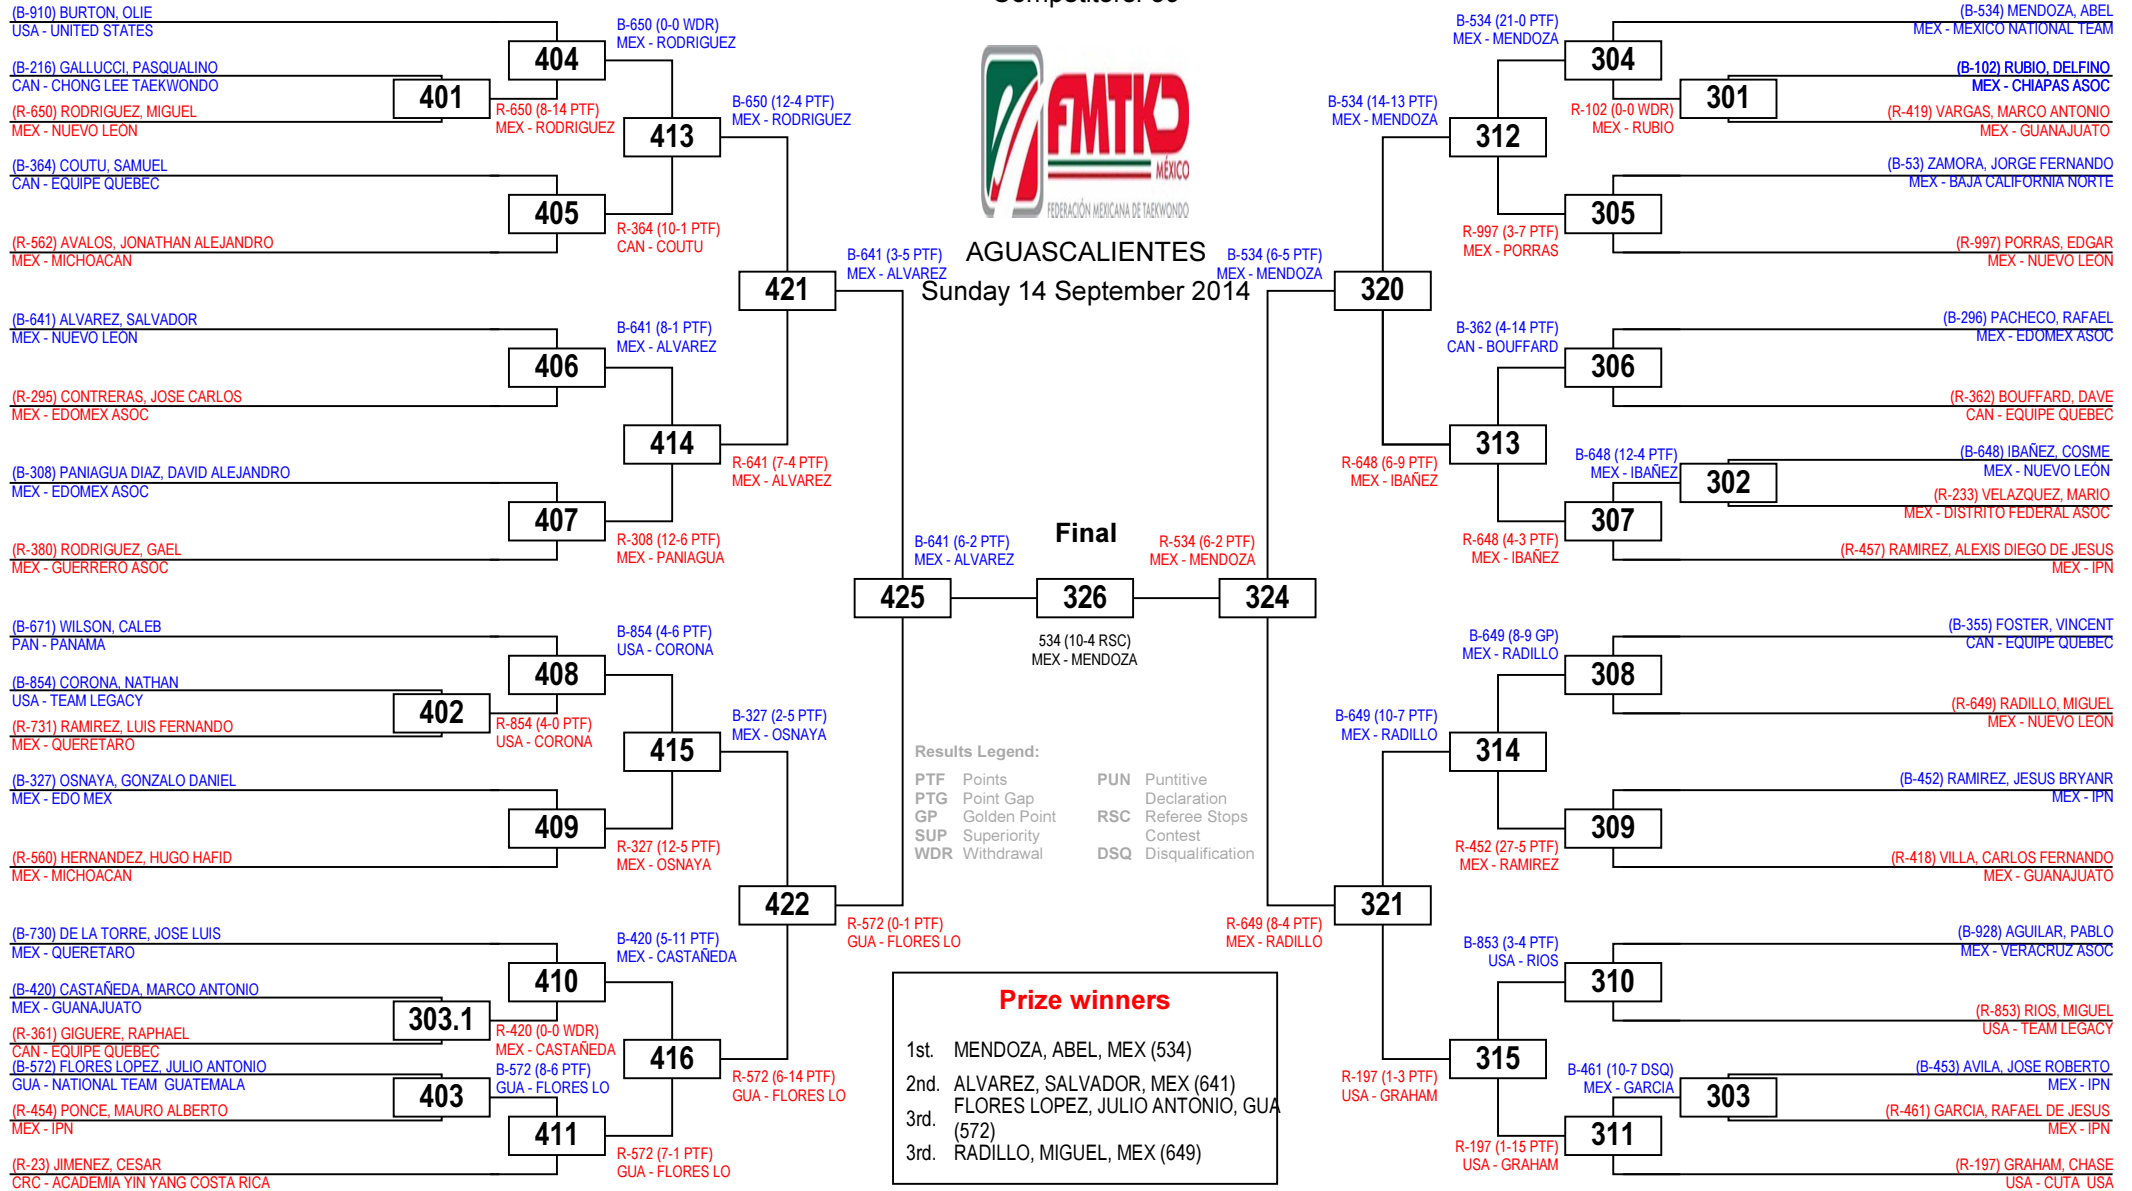 (B-910) BURTON, OLIE
USA - UNITED STATES
(B-216) GALLUCCI, PASQUALINO
CAN - CHONG LEE TAEKWONDO
(R-650) RODRIGUEZ, MIGUEL
MEX - NUEVO LEÓN
(B-364) COUTU, SAMUEL
CAN - EQUIPE QUEBEC
(R-562) AVALOS, JONATHAN ALEJANDRO
MEX - MICHOACAN
(B-641) ALVAREZ, SALVADOR
MEX - NUEVO LEÓN
(R-295) CONTRERAS, JOSE CARLOS
MEX - EDOMEX ASOC
(B-308) PANIAGUA DIAZ, DAVID ALEJANDRO
MEX - EDOMEX ASOC
(R-380) RODRIGUEZ, GAEL
MEX - GUERRERO ASOC
(B-671) WILSON, CALEB
PAN - PANAMA
(B-854) CORONA, NATHAN
USA - TEAM LEGACY
(R-731) RAMIREZ, LUIS FERNANDO
MEX - QUERETARO
(B-327) OSNAYA, GONZALO DANIEL
MEX - EDO MEX
(R-560) HERNANDEZ, HUGO HAFID
MEX - MICHOACAN
(B-730) DE LA TORRE, JOSE LUIS
MEX - QUERETARO
(B-420) CASTAÑEDA, MARCO ANTONIO
MEX - GUANAJUATO
(R-361) GIGUERE, RAPHAEL
CAN - EQUIPE QUEBEC
(B-572) FLORES LOPEZ, JULIO ANTONIO
GUA - NATIONAL TEAM GUATEMALA
(R-454) PONCE, MAURO ALBERTO
MEX - IPN
(R-23) JIMENEZ, CESAR
CRC - ACADEMIA YIN YANG COSTA RICA
401
402
303.1
403
R-650 (8-14 PTF)
MEX - RODRIGUEZ
R-854 (4-0 PTF)
USA - CORONA
R-420 (0-0 WDR)
MEX - CASTAÑEDA
B-572 (8-6 PTF)
GUA - FLORES LO
404
405
406
407
408
409
410
411
B-650 (0-0 WDR)
MEX - RODRIGUEZ
R-364 (10-1 PTF)
CAN - COUTU
B-641 (8-1 PTF)
MEX - ALVAREZ
R-308 (12-6 PTF)
MEX - PANIAGUA
B-854 (4-6 PTF)
USA - CORONA
R-327 (12-5 PTF)
MEX - OSNAYA
B-420 (5-11 PTF)
MEX - CASTAÑEDA
R-572 (7-1 PTF)
GUA - FLORES LO
413
414
415
416
B-650 (12-4 PTF)
MEX - RODRIGUEZ
R-641 (7-4 PTF)
MEX - ALVAREZ
B-327 (2-5 PTF)
MEX - OSNAYA
R-572 (6-14 PTF)
GUA - FLORES LO
421
422
B-641 (3-5 PTF)
MEX - ALVAREZ
R-572 (0-1 PTF)
GUA - FLORES LO
425
B-641 (6-2 PTF)
MEX - ALVAREZ
FMTKD
MÉXICO
FEDERACIÓN MEXICANA DE TAEKWONDO
AGUASCALIENTES
Sunday 14 September 2014
Final
326
534 (10-4 RSC)
MEX - MENDOZA
Results Legend:
PTF Points
PTG Point Gap
GP Golden Point
SUP Superiority
WDR Withdrawal
PUN Puntitive
Declaration
RSC Referee Stops
Contest
DSQ Disqualification
Prize winners
1st. MENDOZA, ABEL, MEX (534)
2nd. ALVAREZ, SALVADOR, MEX (641)
3rd. FLORES LOPEZ, JULIO ANTONIO, GUA
(572)
3rd. RADILLO, MIGUEL, MEX (649)
R-534 (6-2 PTF)
MEX - MENDOZA
324
B-534 (6-5 PTF)
MEX - MENDOZA
R-649 (8-4 PTF)
MEX - RADILLO
320
321
B-534 (14-13 PTF)
MEX - MENDOZA
R-648 (6-9 PTF)
MEX - IBAÑEZ
B-649 (10-7 PTF)
MEX - RADILLO
R-197 (1-3 PTF)
USA - GRAHAM
312
313
314
315
B-534 (21-0 PTF)
MEX - MENDOZA
R-997 (3-7 PTF)
MEX - PORRAS
B-362 (4-14 PTF)
CAN - BOUFFARD
R-648 (4-3 PTF)
MEX - IBAÑEZ
B-649 (8-9 GP)
MEX - RADILLO
R-452 (27-5 PTF)
MEX - RAMIREZ
B-853 (3-4 PTF)
USA - RIOS
R-197 (1-15 PTF)
USA - GRAHAM
304
305
306
307
308
309
310
311
R-102 (0-0 WDR)
MEX - RUBIO
B-648 (12-4 PTF)
MEX - IBAÑEZ
B-461 (10-7 DSQ)
MEX - GARCIA
301
302
303
(B-534) MENDOZA, ABEL
MEX - MEXICO NATIONAL TEAM
(B-102) RUBIO, DELFINO
MEX - CHIAPAS ASOC
(R-419) VARGAS, MARCO ANTONIO
MEX - GUANAJUATO
(B-53) ZAMORA, JORGE FERNANDO
MEX - BAJA CALIFORNIA NORTE
(R-997) PORRAS, EDGAR
MEX - NUEVO LEÓN
(B-296) PACHECO, RAFAEL
MEX - EDOMEX ASOC
(R-362) BOUFFARD, DAVE
CAN - EQUIPE QUEBEC
(B-648) IBAÑEZ, COSME
MEX - NUEVO LEÓN
(R-233) VELAZQUEZ, MARIO
MEX - DISTRITO FEDERAL ASOC
(R-457) RAMIREZ, ALEXIS DIEGO DE JESUS
MEX - IPN
(B-355) FOSTER, VINCENT
CAN - EQUIPE QUEBEC
(R-649) RADILLO, MIGUEL
MEX - NUEVO LEÓN
(B-452) RAMIREZ, JESUS BRYANR
MEX - IPN
(R-418) VILLA, CARLOS FERNANDO
MEX - GUANAJUATO
(B-928) AGUILAR, PABLO
MEX - VERACRUZ ASOC
(R-853) RIOS, MIGUEL
USA - TEAM LEGACY
(B-453) AVILA, JOSE ROBERTO
MEX - IPN
(R-461) GARCIA, RAFAEL DE JESUS
MEX - IPN
(R-197) GRAHAM, CHASE
USA - CUTA USA